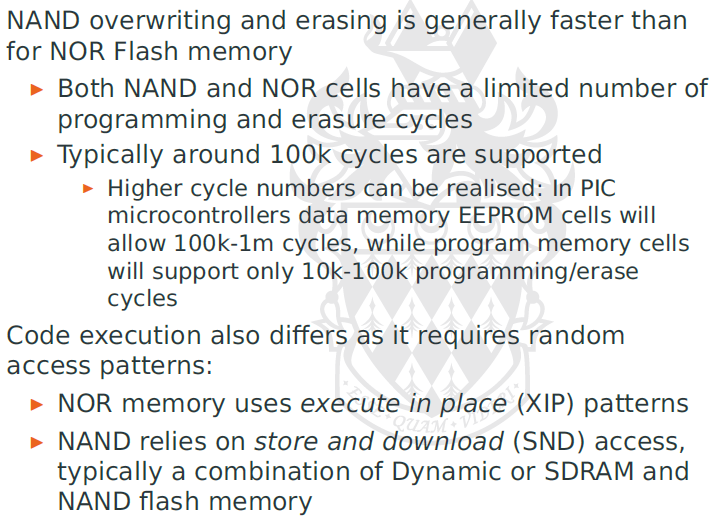 NAND overwriting and erasing is generally faster than
for NOR Flash memory
▸ Both NAND and NOR cells have a limited number of
programming and erasure cycles
▸ Typically around 100k cycles are supported
▸ Higher cycle numbers can be realised: In PIC
microcontrollers data memory EEPROM cells will
allow 100k-1m cycles, while program memory cells
will support only 10k-100k programming/erase
cycles
Code execution also differs as it requires random
access patterns:
▸ NOR memory uses execute in place (XIP) patterns
▸ NAND relies on store and download (SND) access,
typically a combination of Dynamic or SDRAM and
NAND flash memory
QUAM